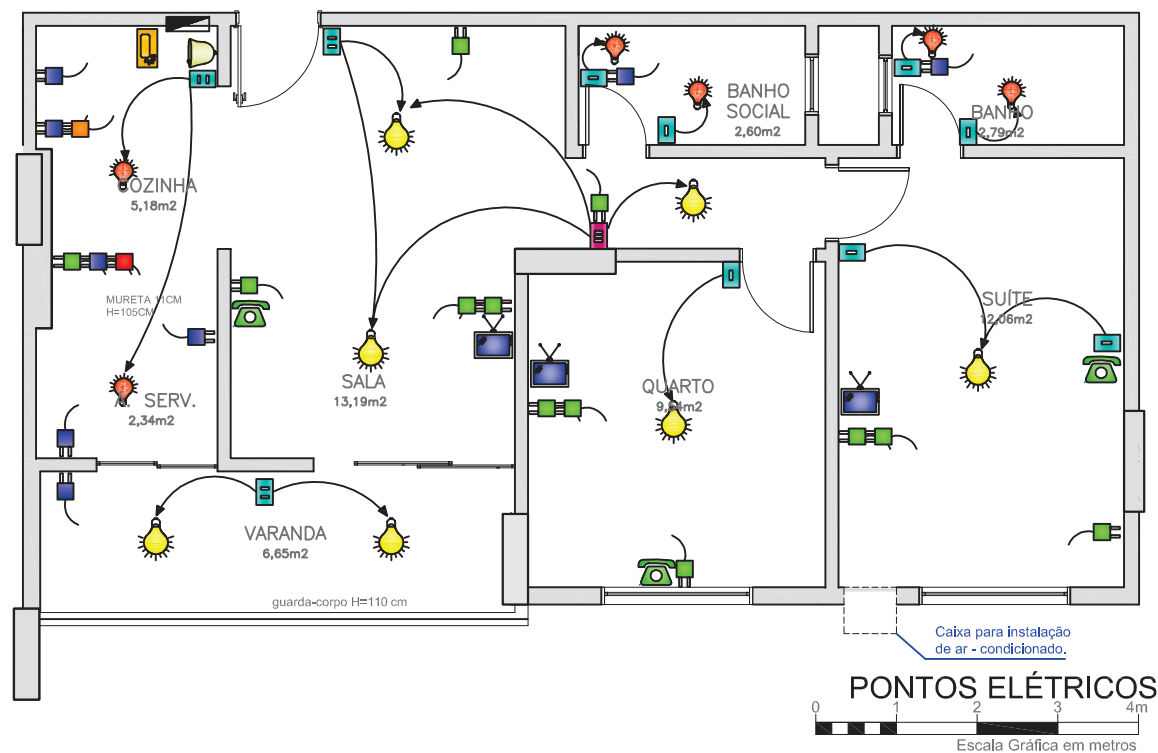 BANHO
SOCIAL
2,60m2
BANHO
2,79m2
COZINHA
5,18m2
MURETA 11CM
H=105CM
SUÍTE
12,06m2
SALA
13,19m2
QUARTO
A. SERV.
2,34m2
VARANDA
6,65m2
guarda-corpo H=110 cm
Caixa para instalação
de ar - condicionado.
PONTOS ELÉTRICOS
0 1 2 3 4m
Escala Gráfica em metros